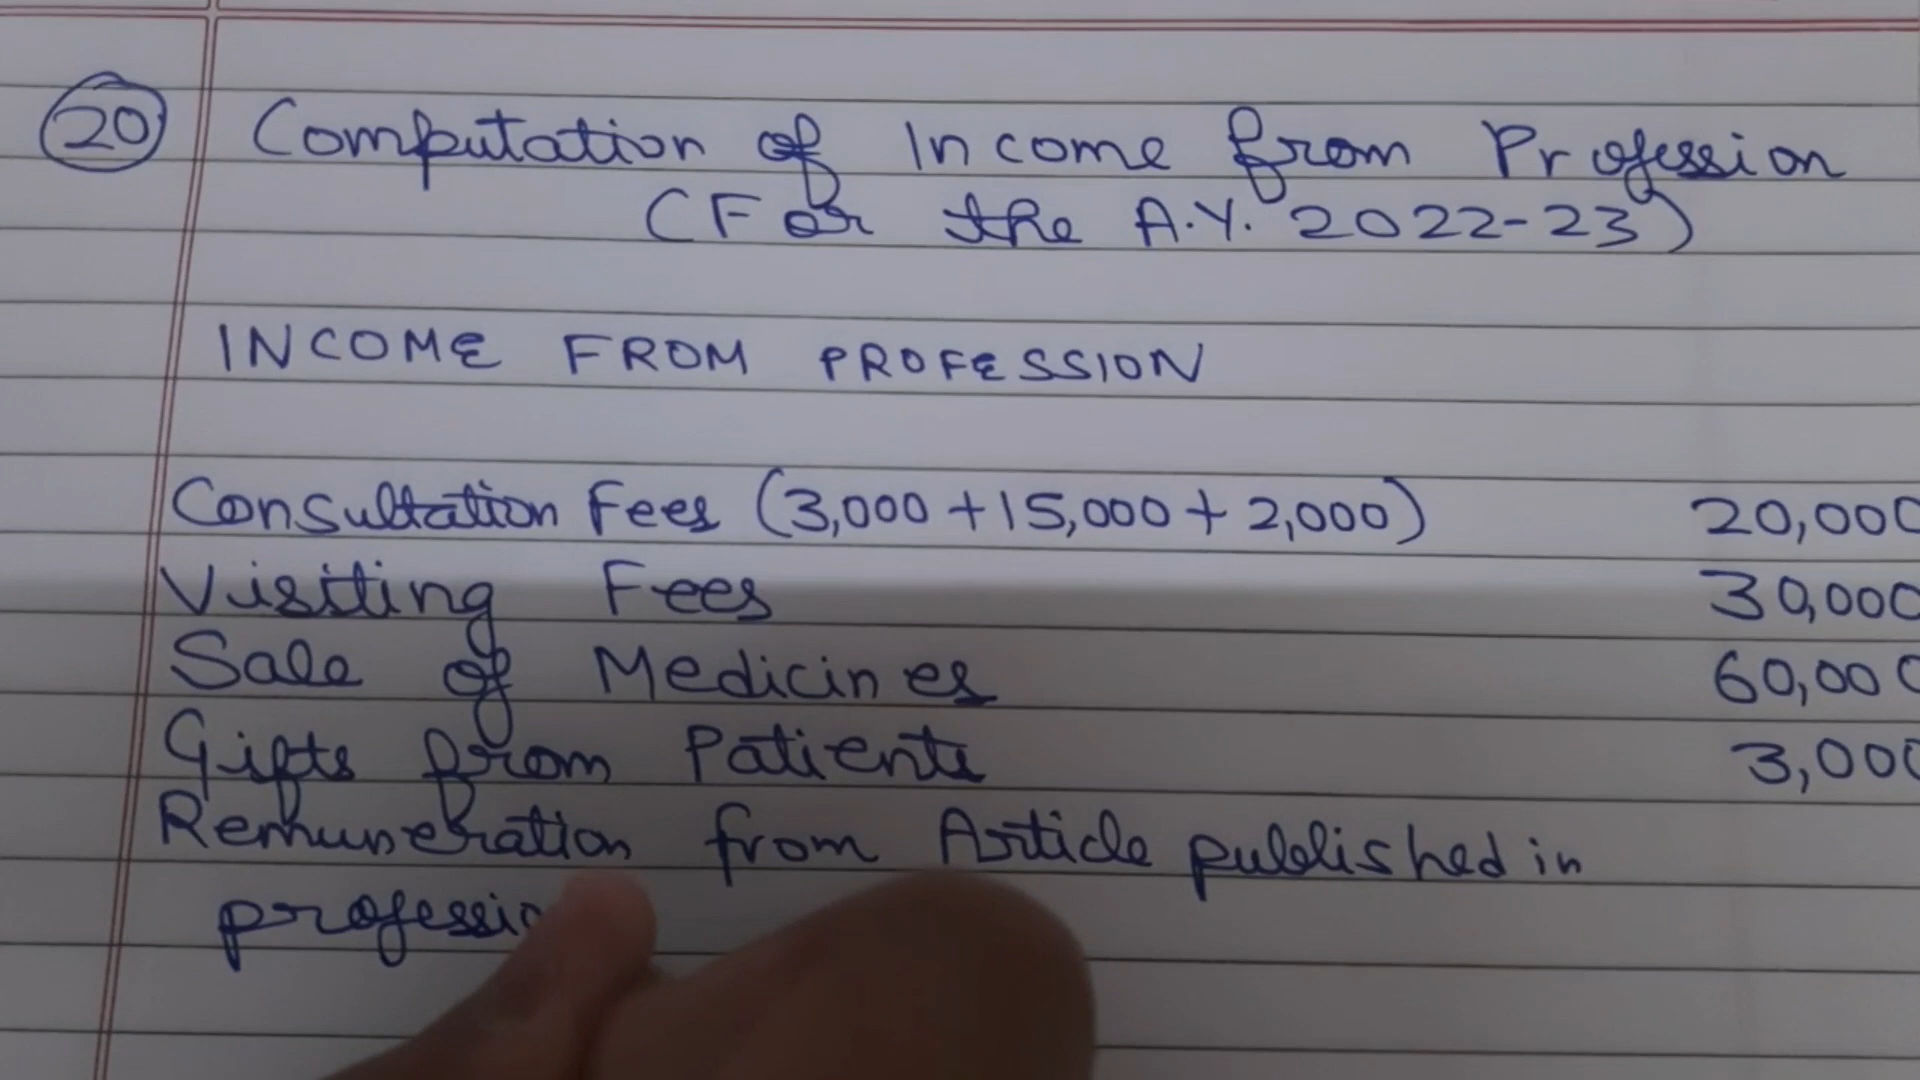 20 Computation of Income from Profession
(For the A.Y. 2022-23)
INCOME FROM PROFESSION
Consultation Fees (3,000 + 15,000 + 2,000) 20,000
Visiting Fees 30,000
Sale of Medicines 60,000
Gifts from Patients 3,000
Remuneration from Article published in